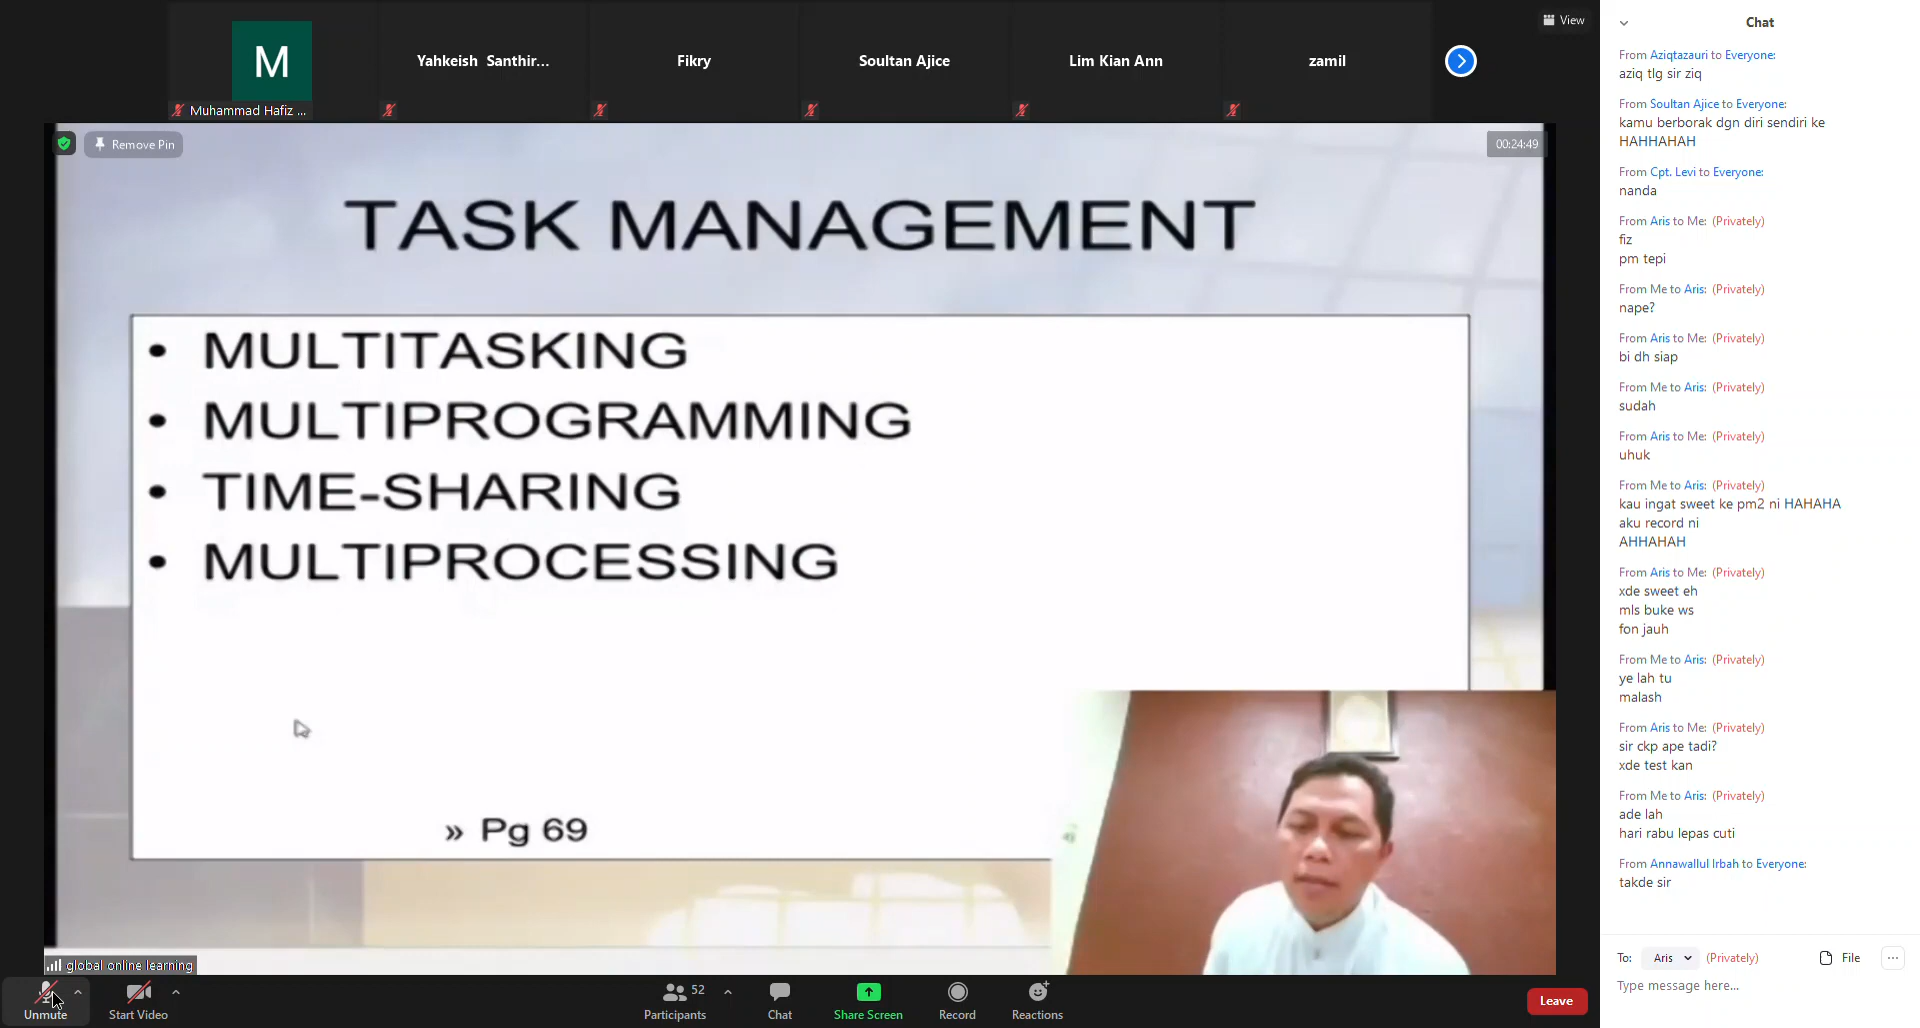 View
M
Muhammad Hafiz ...
Yahkeish Santhir...
Fikry
Soultan Ajice
Lim Kian Ann
zamil
Remove Pin
00:24:49
TASK MANAGEMENT
• MULTITASKING
• MULTIPROGRAMMING
• TIME-SHARING
• MULTIPROCESSING
» Pg 69
global online learning
Unmute
Start Video
52
Participants
Chat
Share Screen
Record
Reactions
Leave
Chat
From Aziqtazauri to Everyone:
aziq tlg sir ziq
From Soultan Ajice to Everyone:
kamu berborak dgn diri sendiri ke
HAHHAHAH
From Cpt. Levi to Everyone:
nanda
From Aris to Me: (Privately)
fiz
pm tepi
From Me to Aris: (Privately)
nape?
From Aris to Me: (Privately)
bi dh siap
From Me to Aris: (Privately)
sudah
From Aris to Me: (Privately)
uhuk
From Me to Aris: (Privately)
kau ingat sweet ke pm2 ni HAHAHA
aku record ni
AHHAHAH
From Aris to Me: (Privately)
xde sweet eh
mls buke ws
fon jauh
From Me to Aris: (Privately)
ye lah tu
malash
From Aris to Me: (Privately)
sir ckp ape tadi?
xde test kan
From Me to Aris: (Privately)
ade lah
hari rabu lepas cuti
From Annawallul Irbah to Everyone:
takde sir
To: Aris (Privately)
File
Type message here...